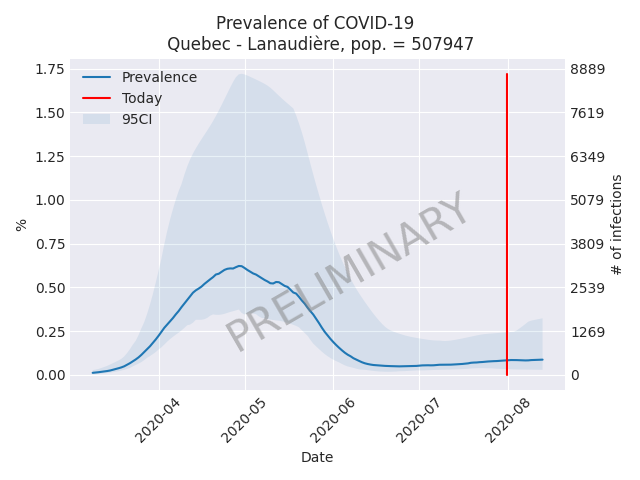 Prevalence of COVID-19
Quebec - Lanaudière, pop. = 507947
Prevalence
Today
95CI
1.75
1.50
1.25
1.00
0.75
0.50
0.25
0.00
%
8889
7619
6349
5079
3809
2539
1269
0
# of infections
PRELIMINARY
2020-04
2020-05
2020-06
2020-07
2020-08
Date